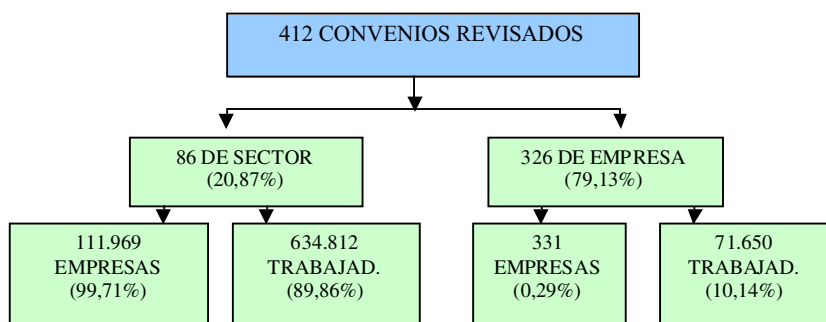 412 CONVENIOS REVISADOS
86 DE SECTOR
(20,87%)
326 DE EMPRESA
(79,13%)
111.969
EMPRESAS
(99,71%)
634.812
TRABAJAD.
(89,86%)
331
EMPRESAS
(0,29%)
71.650
TRABAJAD.
(10,14%)